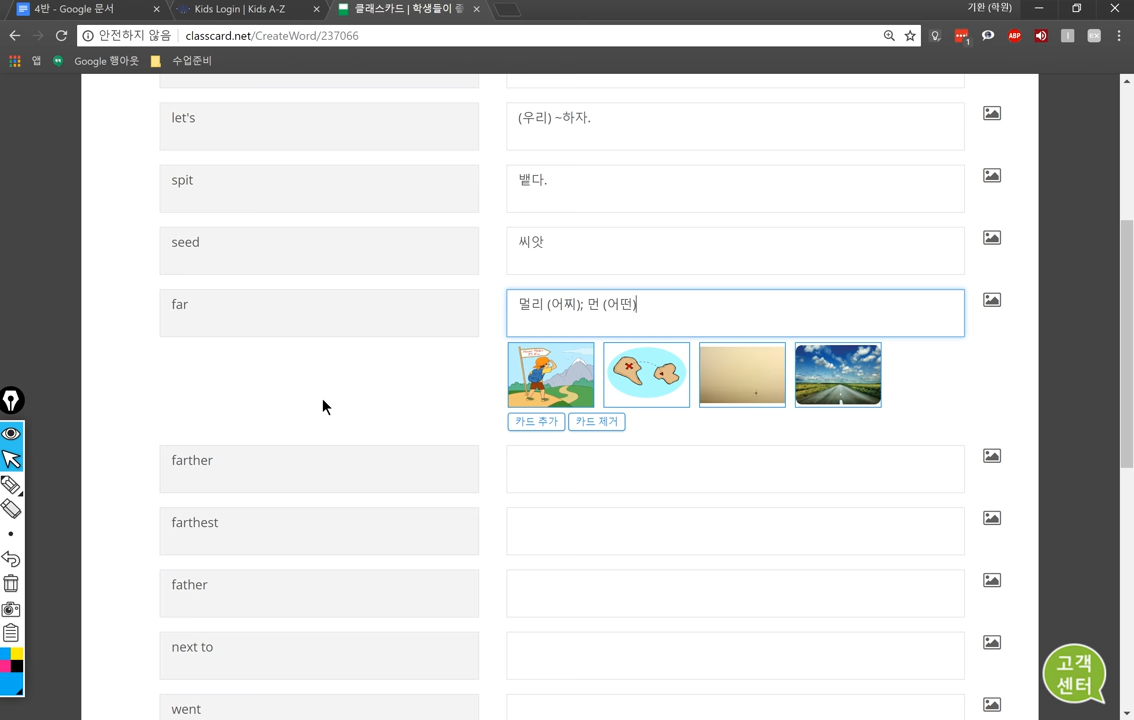 4반 - Google 문서
Kids Login | Kids A-Z
클래스카드 | 학생들이 즐
기환 (학원)
안전하지 않음
classcard.net/CreateWord/237066
1
ABP
앱
Google 행아웃
수업준비
let's
(우리) ~하자.
spit
뱉다.
seed
씨앗
far
멀리 (어찌); 먼 (어떤)
카드 추가
카드 제거
farther
farthest
father
next to
went
고객
센터